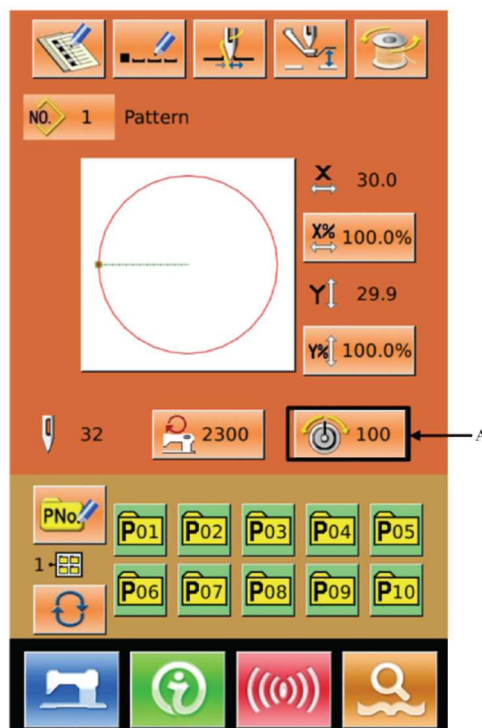 NO. 1 Pattern
X 30.0
X% 100.0%
Y 29.9
Y% 100.0%
32 2300 100 A
PNo.
P01 P02 P03 P04 P05
1-
P06 P07 P08 P09 P10